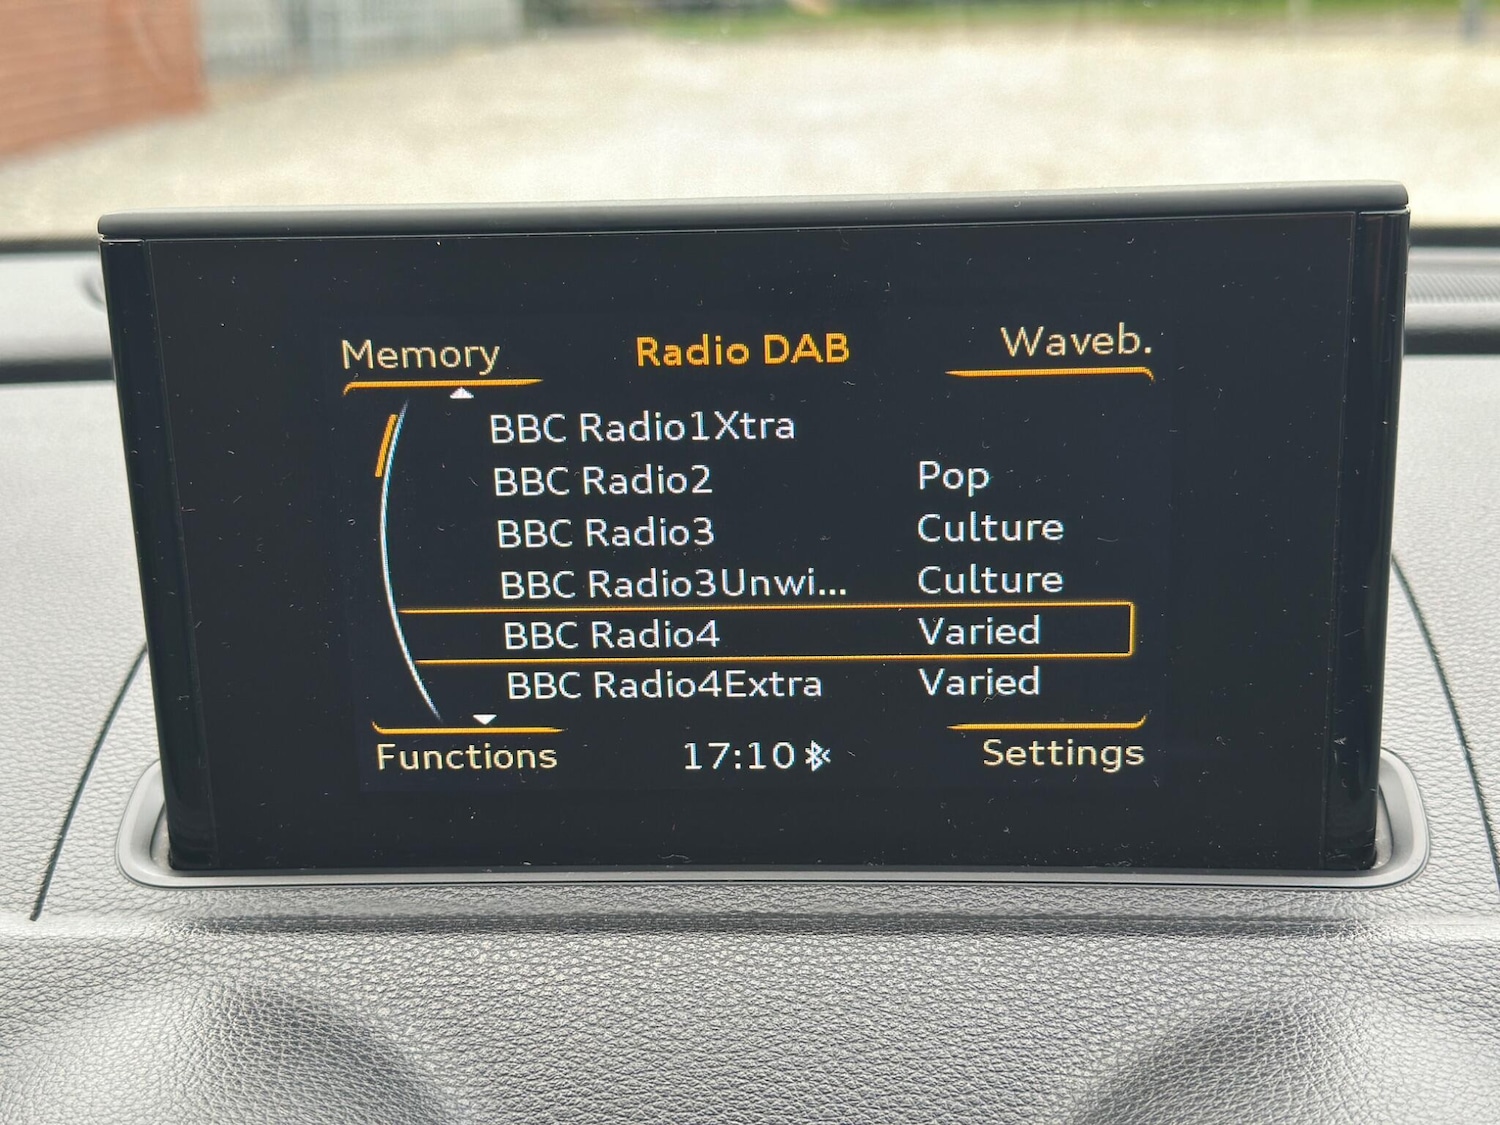 Memory Radio DAB Waveb.
BBC Radio1Xtra
BBC Radio2 Pop
BBC Radio3 Culture
BBC Radio3Unwi... Culture
BBC Radio4 Varied
BBC Radio4Extra Varied
Functions 17:10 Settings